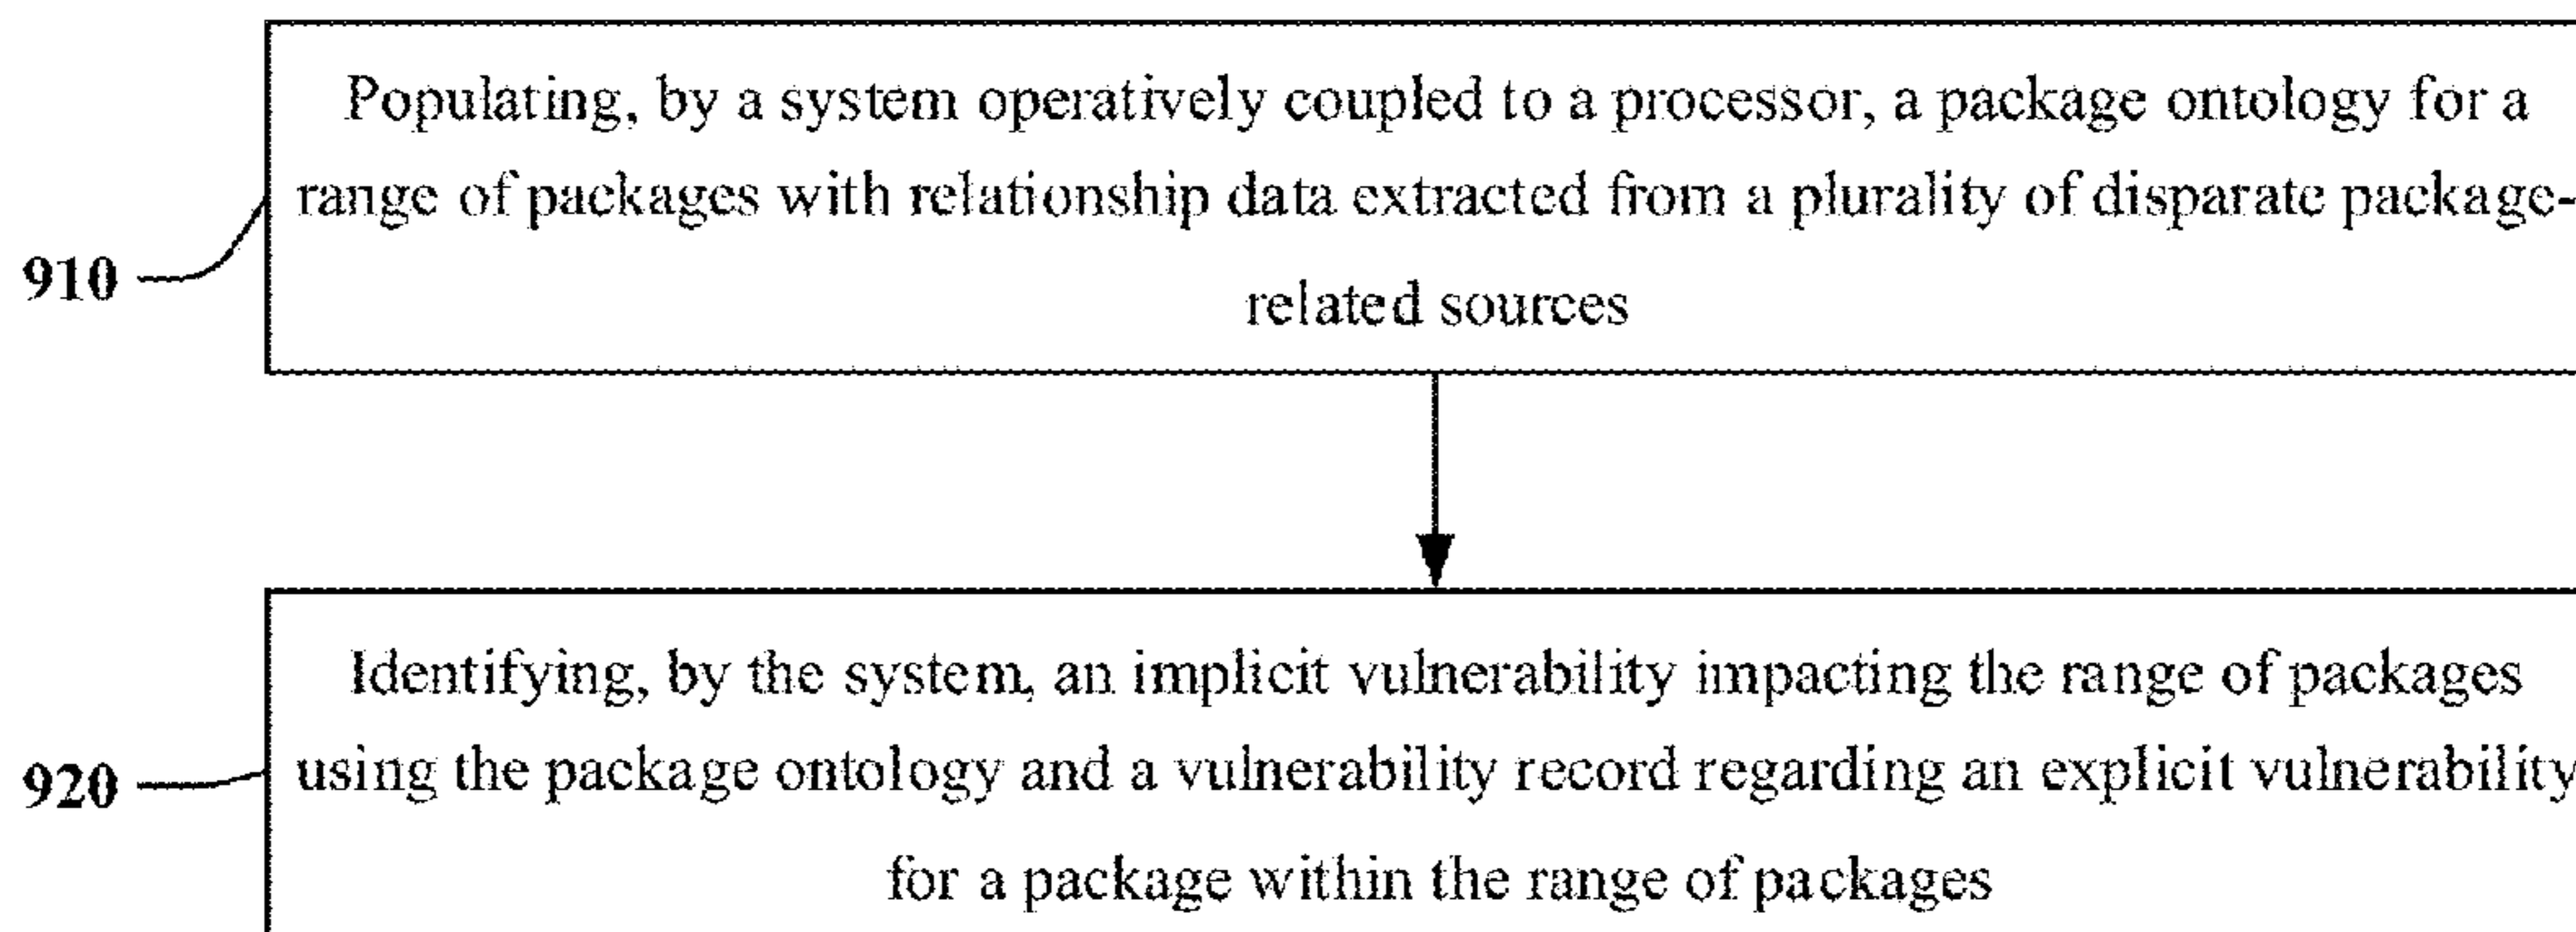 Populating, by a system operatively coupled to a processor, a package ontology for a
range of packages with relationship data extracted from a plurality of disparate package-
related sources
910
Identifying, by the system, an implicit vulnerability impacting the range of packages
using the package ontology and a vulnerability record regarding an explicit vulnerability
for a package within the range of packages
920